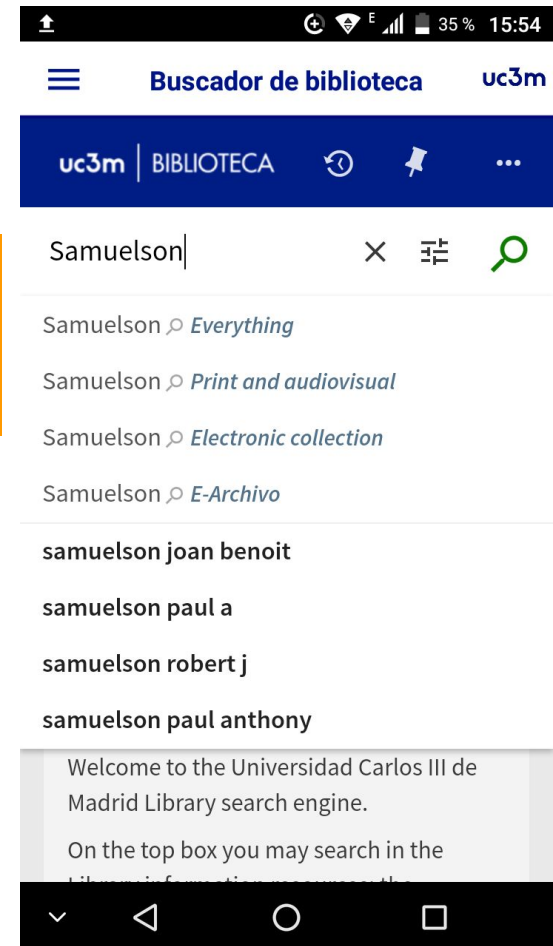 E 35 % 15:54
Buscador de biblioteca uc3m
uc3m BIBLIOTECA
Samuelson
Samuelson Everything
Samuelson Print and audiovisual
Samuelson Electronic collection
Samuelson E-Archivo
samuelson joan benoit
samuelson paul a
samuelson robert j
samuelson paul anthony
Welcome to the Universidad Carlos III de
Madrid Library search engine.
On the top box you may search in the